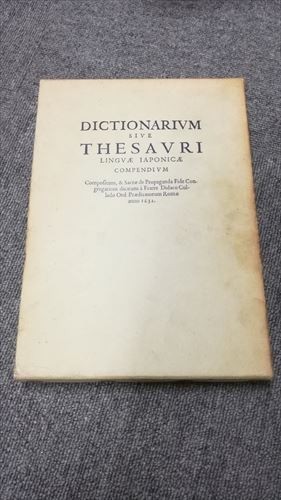 DICTIONARIVM
SIVE
THESAVRI
LINGVÆ IAPONICÆ
COMPENDIVM
Compositum, & Sacræ de Propaganda Fide Con-
gregationi dicatum à Fratre Didaco Col-
lado Ord. Prædicatorum Romæ
anno 1632.